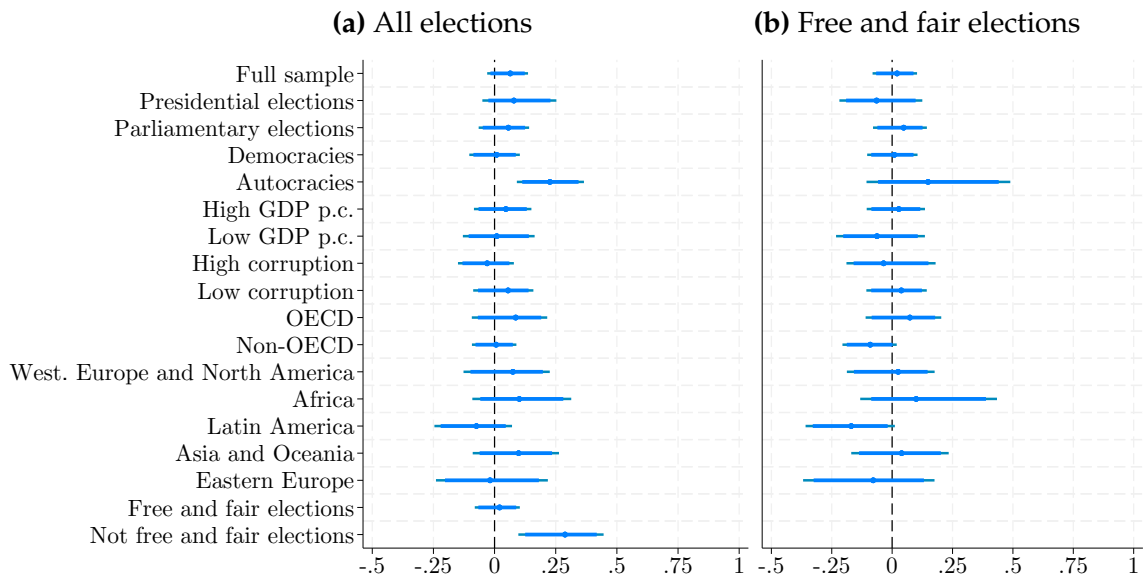 (a) All elections
(b) Free and fair elections
Full sample
Presidential elections
Parliamentary elections
Democracies
Autocracies
High GDP p.c.
Low GDP p.c.
High corruption
Low corruption
OECD
Non-OECD
West. Europe and North America
Africa
Latin America
Asia and Oceania
Eastern Europe
Free and fair elections
Not free and fair elections
-.5 -.25 0 .25 .5 .75 1
-.5 -.25 0 .25 .5 .75 1